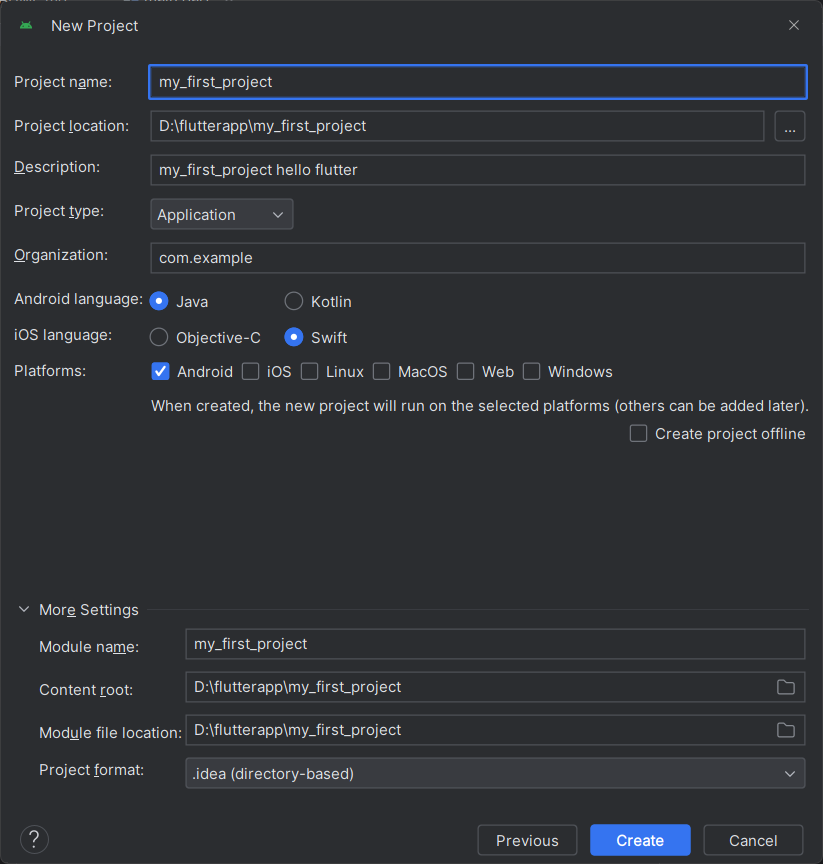 New Project
Project name: my_first_project
Project location: D:\flutterapp\my_first_project ...
Description: my_first_project hello flutter
Project type: Application
Organization: com.example
Android language: Java Kotlin
iOS language: Objective-C Swift
Platforms: Android iOS Linux MacOS Web Windows
When created, the new project will run on the selected platforms (others can be added later).
Create project offline
More Settings
Module name: my_first_project
Content root: D:\flutterapp\my_first_project
Module file location: D:\flutterapp\my_first_project
Project format: .idea (directory-based)
? Previous Create Cancel